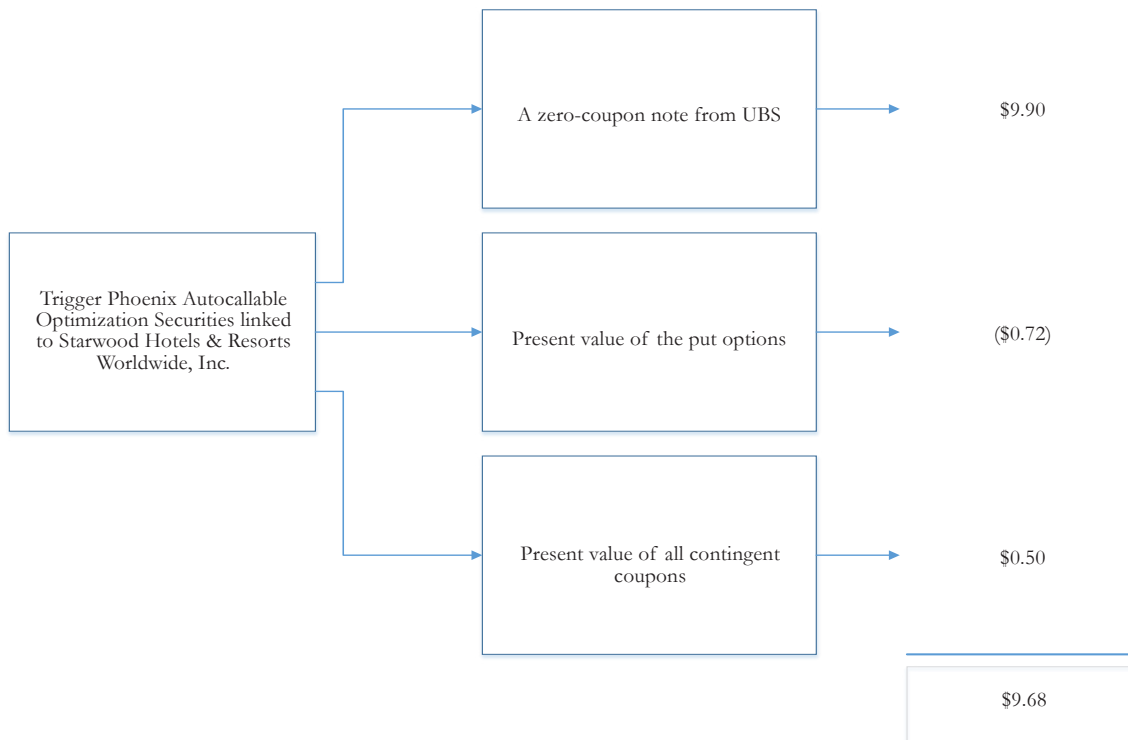 A zero-coupon note from UBS
$9.90
Trigger Phoenix Autocallable
Optimization Securities linked
to Starwood Hotels & Resorts
Worldwide, Inc.
Present value of the put options
($0.72)
Present value of all contingent
coupons
$0.50
$9.68